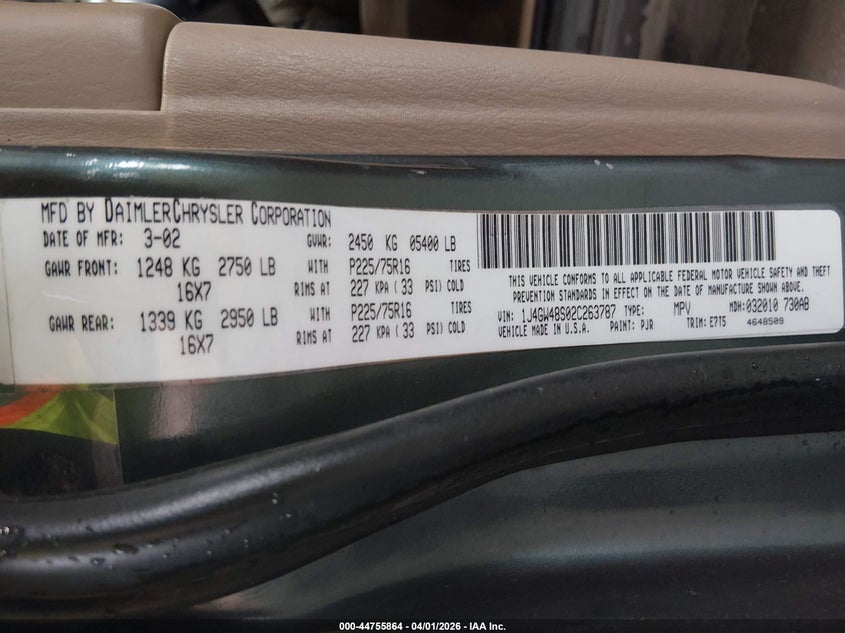 MFD BY DAIMLERCHRYSLER CORPORATION
DATE OF MFR: 3-02 GVWR: 2450 KG 05400 LB
GAWR FRONT: 1248 KG 2750 LB WITH P225/75R16 TIRES
16X7 RIMS AT 227 KPA (33 PSI) COLD
GAWR REAR: 1339 KG 2950 LB WITH P225/75R16 TIRES
16X7 RIMS AT 227 KPA (33 PSI) COLD
THIS VEHICLE CONFORMS TO ALL APPLICABLE FEDERAL MOTOR VEHICLE SAFETY AND THEFT
PREVENTION STANDARDS IN EFFECT ON THE DATE OF MANUFACTURE SHOWN ABOVE.
VIN: 1J4GW48S02C263787 TYPE: MPV MDH: 032010 730AB
VEHICLE MADE IN U.S.A. PAINT: PJR TRIM: E7T5 4648509
000-44755864 - 04/01/2026 - IAA Inc.